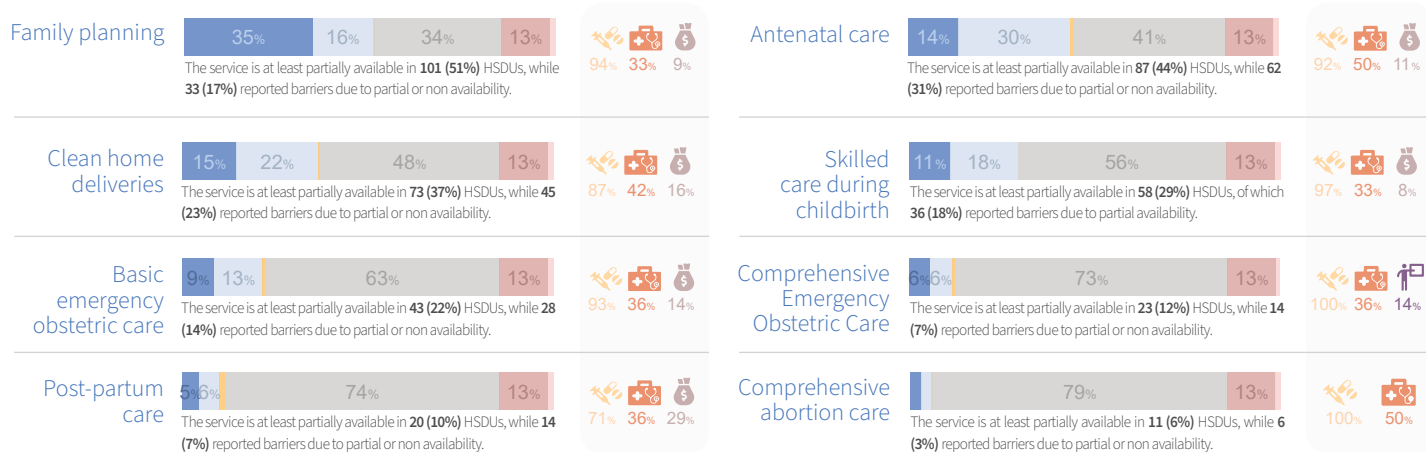 Family planning
35% 16% 34% 13%
94% 33% 9%
The service is at least partially available in 101 (51%) HSDUs, while
33 (17%) reported barriers due to partial or non availability.
Antenatal care
14% 30% 41% 13%
92% 50% 11%
The service is at least partially available in 87 (44%) HSDUs, while 62
(31%) reported barriers due to partial or non availability.
Clean home
deliveries
15% 22% 48% 13%
87% 42% 16%
The service is at least partially available in 73 (37%) HSDUs, while 45
(23%) reported barriers due to partial or non availability.
Skilled
care during
childbirth
11% 18% 56% 13%
97% 33% 8%
The service is at least partially available in 58 (29%) HSDUs, of which
36 (18%) reported barriers due to partial availability.
Basic
emergency
obstetric care
9% 13% 63% 13%
93% 36% 14%
The service is at least partially available in 43 (22%) HSDUs, while 28
(14%) reported barriers due to partial or non availability.
Comprehensive
Emergency
Obstetric Care
6% 6% 73% 13%
100% 36% 14%
The service is at least partially available in 23 (12%) HSDUs, while 14
(7%) reported barriers due to partial or non availability.
Post-partum
care
5% 6% 74% 13%
71% 36% 29%
The service is at least partially available in 20 (10%) HSDUs, while 14
(7%) reported barriers due to partial or non availability.
Comprehensive
abortion care
79% 13%
100% 50%
The service is at least partially available in 11 (6%) HSDUs, while 6
(3%) reported barriers due to partial or non availability.